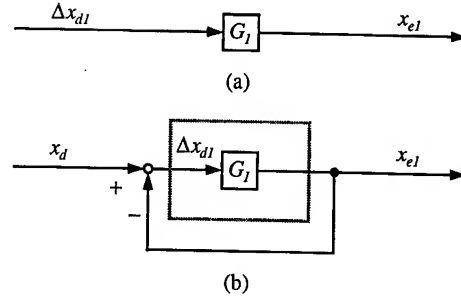 Δx_{d1} G_1 x_{e1}
(a)
x_d Δx_{d1} G_1 x_{e1}
+
−
(b)